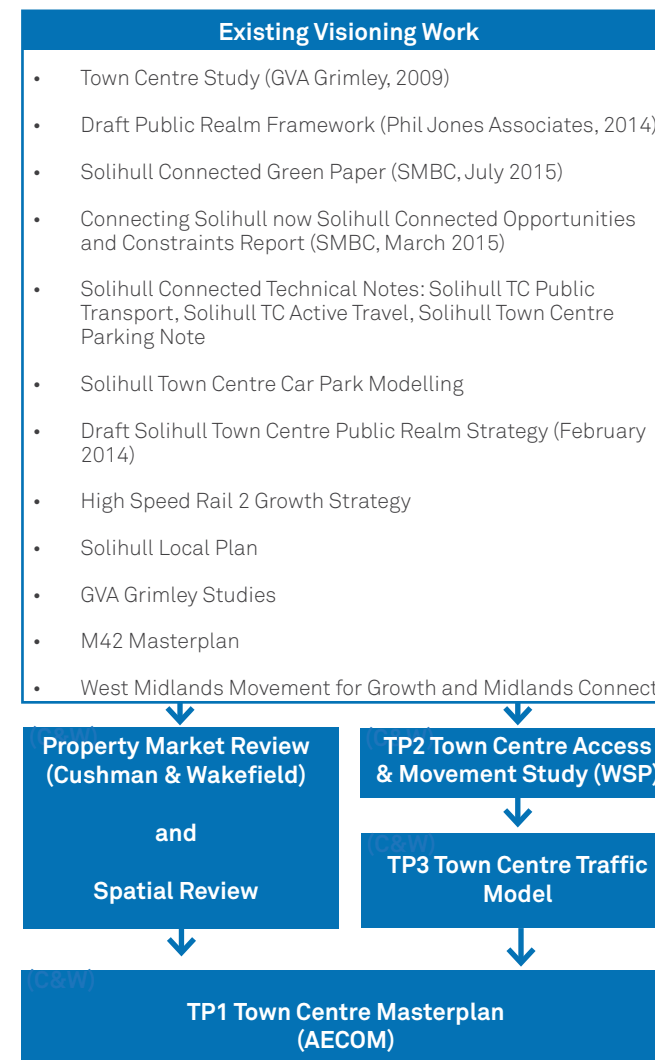 Existing Visioning Work
• Town Centre Study (GVA Grimley, 2009)
• Draft Public Realm Framework (Phil Jones Associates, 2014)
• Solihull Connected Green Paper (SMBC, July 2015)
• Connecting Solihull now Solihull Connected Opportunities
and Constraints Report (SMBC, March 2015)
• Solihull Connected Technical Notes: Solihull TC Public
Transport, Solihull TC Active Travel, Solihull Town Centre
Parking Note
• Solihull Town Centre Car Park Modelling
• Draft Solihull Town Centre Public Realm Strategy (February
2014)
• High Speed Rail 2 Growth Strategy
• Solihull Local Plan
• GVA Grimley Studies
• M42 Masterplan
• West Midlands Movement for Growth and Midlands Connect
(C&W)
Property Market Review
(Cushman & Wakefield)
and
Spatial Review
(C&W)
TP2 Town Centre Access
& Movement Study (WSP)
(C&W)
TP3 Town Centre Traffic
Model
(C&W)
TP1 Town Centre Masterplan
(AECOM)